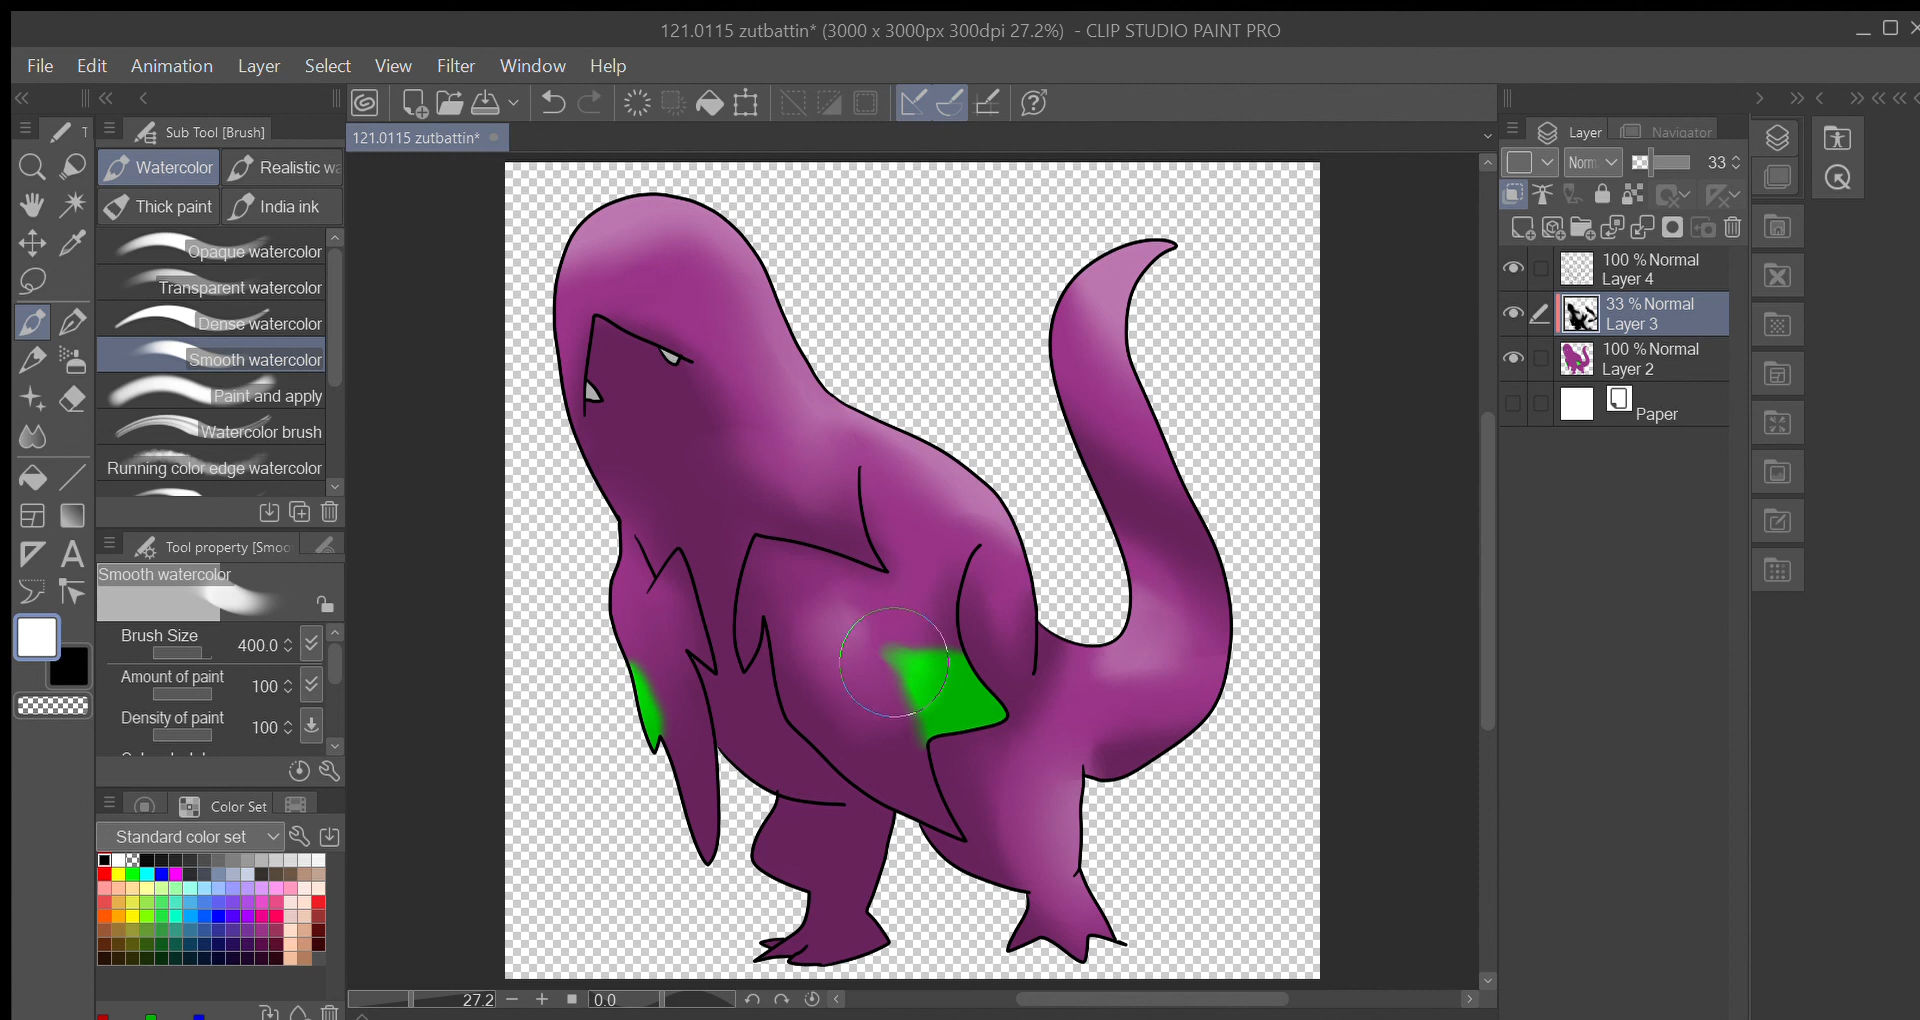 121.0115 zutbattin* (3000 x 3000px 300dpi 27.2%) - CLIP STUDIO PAINT PRO
File Edit Animation Layer Select View Filter Window Help
Sub Tool [Brush]
121.0115 zutbattin*
Layer
Navigator
Watercolor
Realistic wa
Norm
33
Thick paint
India ink
Opaque watercolor
Transparent watercolor
Dense watercolor
Smooth watercolor
Paint and apply
Watercolor brush
Running color edge watercolor
100 % Normal
Layer 4
33 % Normal
Layer 3
100 % Normal
Layer 2
Paper
Tool property [Smoo
Smooth watercolor
Brush Size 400.0
Amount of paint 100
Density of paint 100
Color Set
Standard color set
27.2
0.0